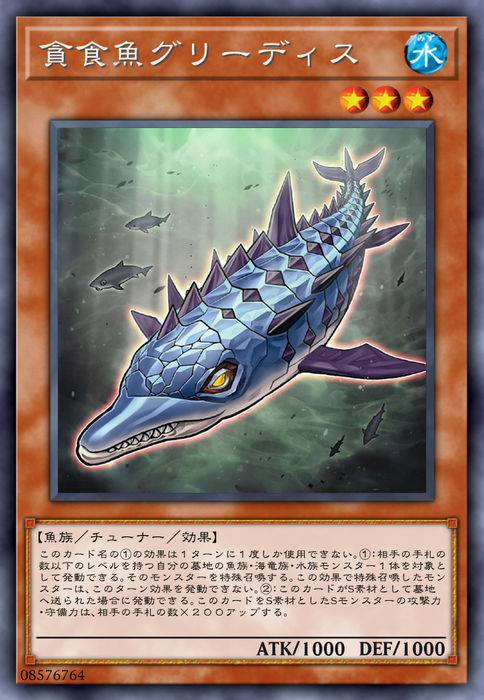 貪食魚グリーディス
水
【魚族／チューナー／効果】
このカード名の①の効果は１ターンに１度しか使用できない。①：相手の手札の
数以下のレベルを持つ自分の墓地の魚族・海竜族・水族モンスター１体を対象と
して発動できる。そのモンスターを特殊召喚する。この効果で特殊召喚したモンス
ターは、このターン効果を発動できない。②：このカードがＳ素材として墓地
へ送られた場合に発動できる。このカードをＳ素材としたＳモンスターの攻撃力
・守備力は、相手の手札の数×２００アップする。
ATK/1000 DEF/1000
08576764